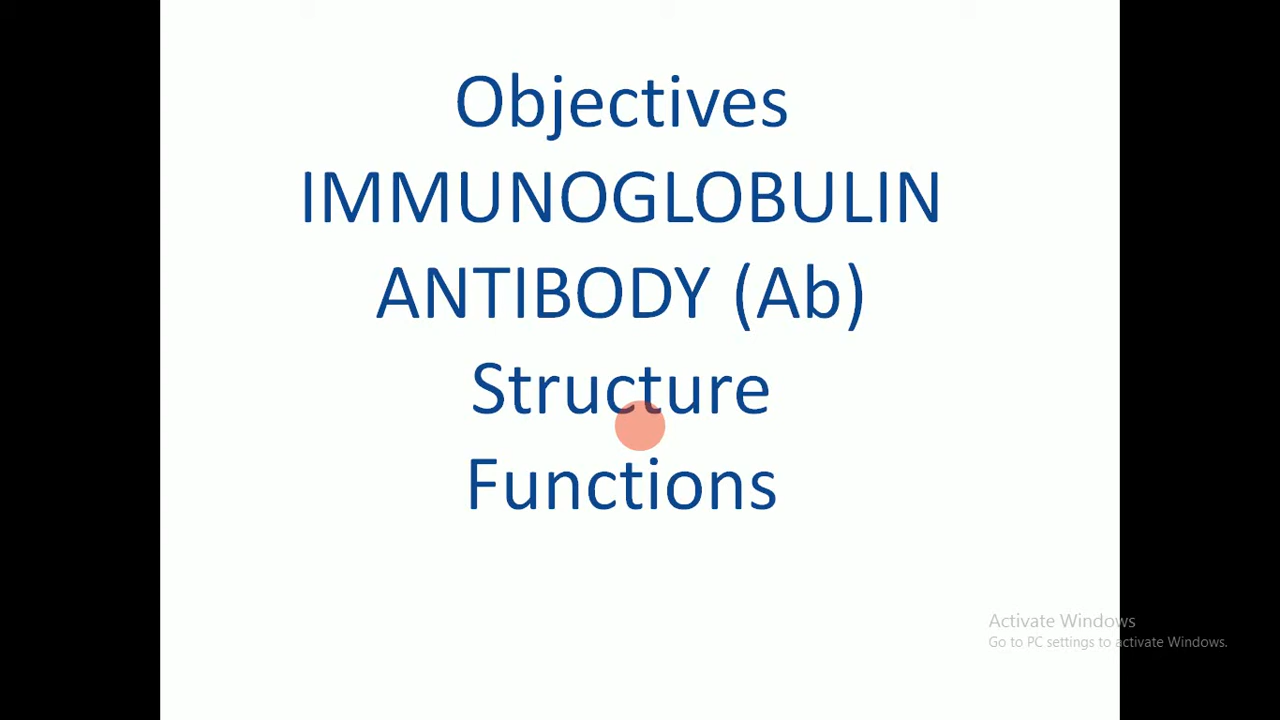 Objectives
IMMUNOGLOBULIN
ANTIBODY (Ab)
Structure
Functions
Activate Windows
Go to PC settings to activate Windows.